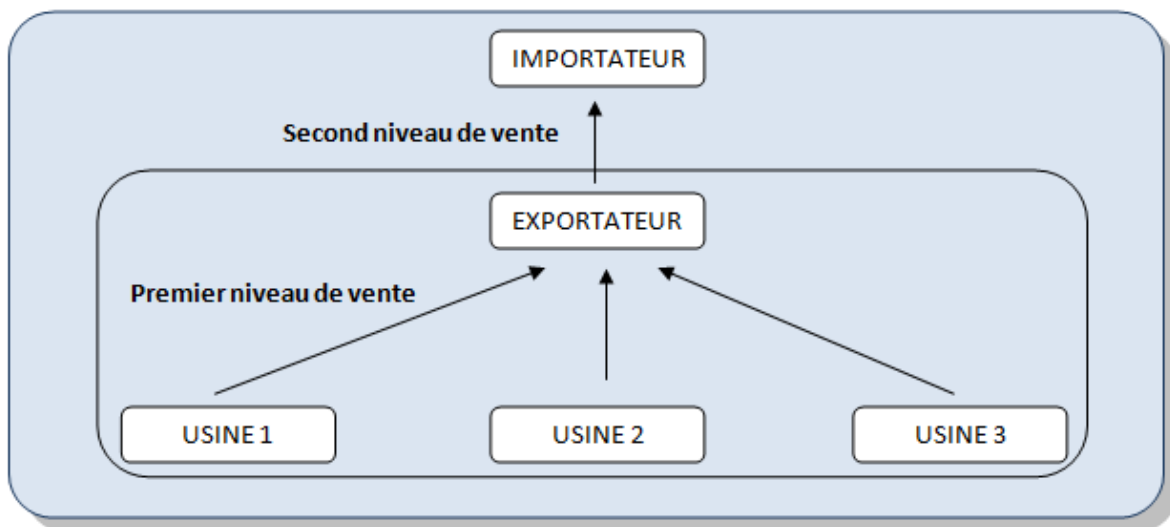 IMPORTATEUR
Second niveau de vente
EXPORTATEUR
Premier niveau de vente
USINE 1
USINE 2
USINE 3